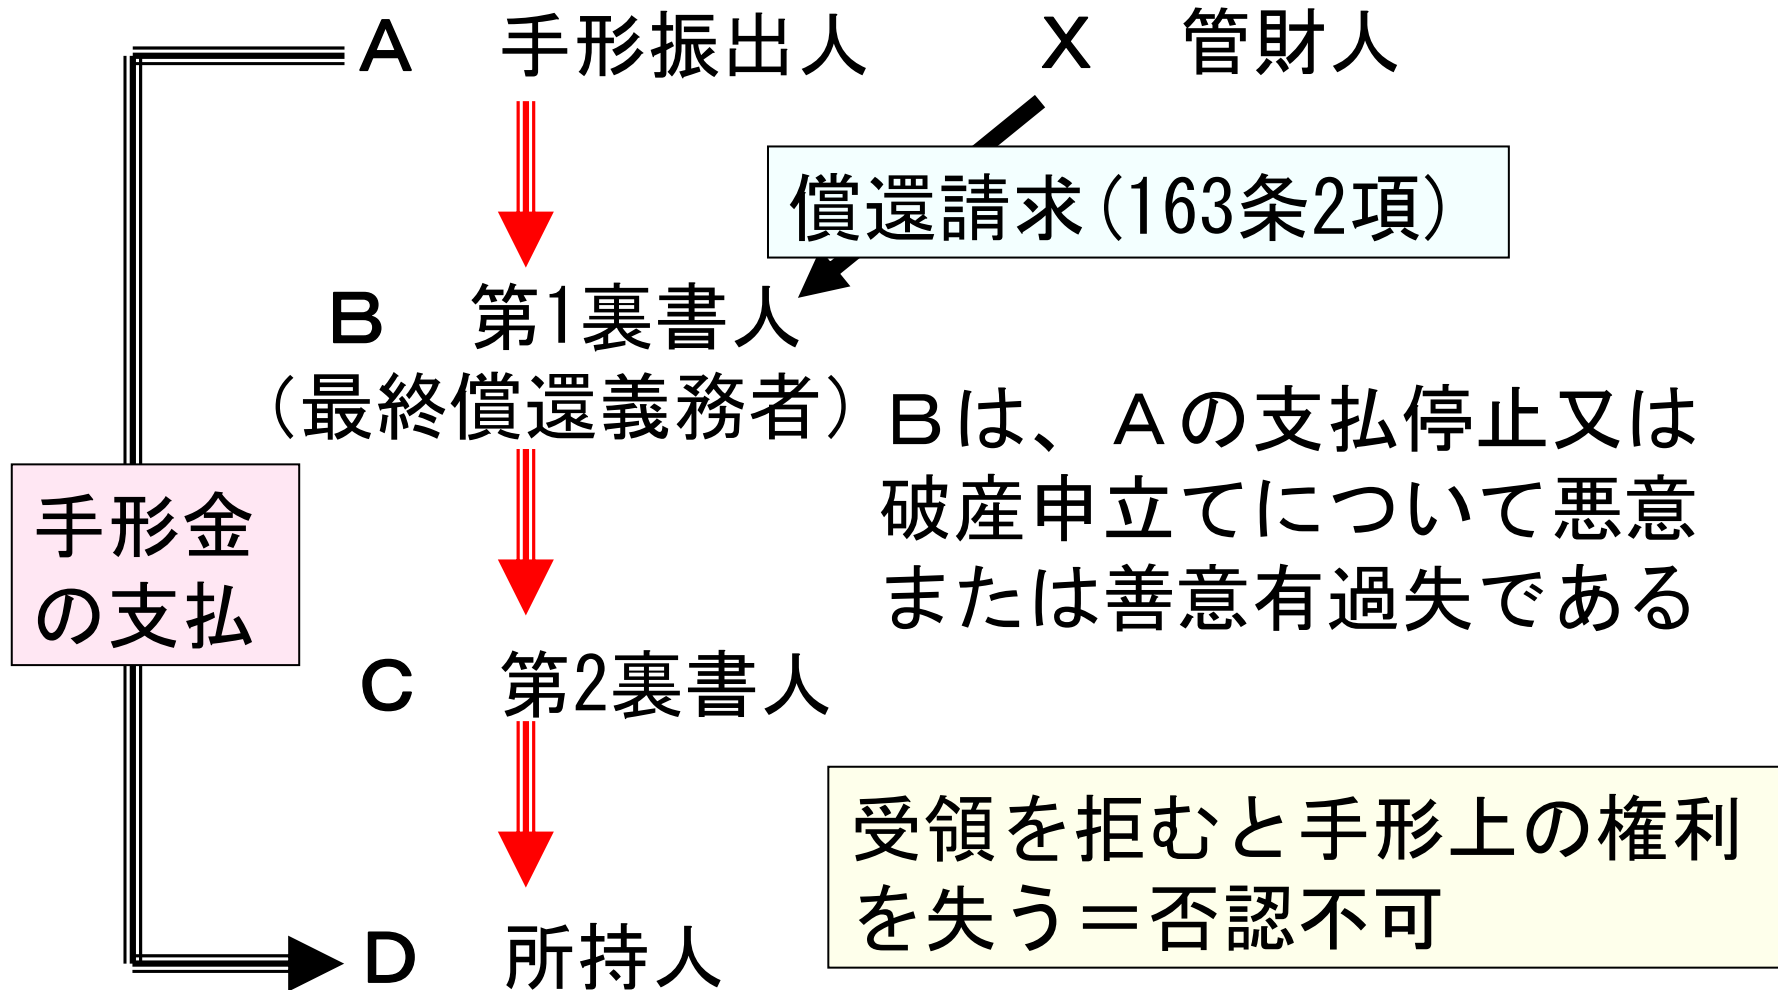 A 手形振出人
X 管財人
償還請求(163条2項)
B 第1裏書人
(最終償還義務者)
Bは、Aの支払停止又は
破産申立てについて悪意
または善意有過失である
手形金
の支払
C 第2裏書人
受領を拒むと手形上の権利
を失う=否認不可
D 所持人